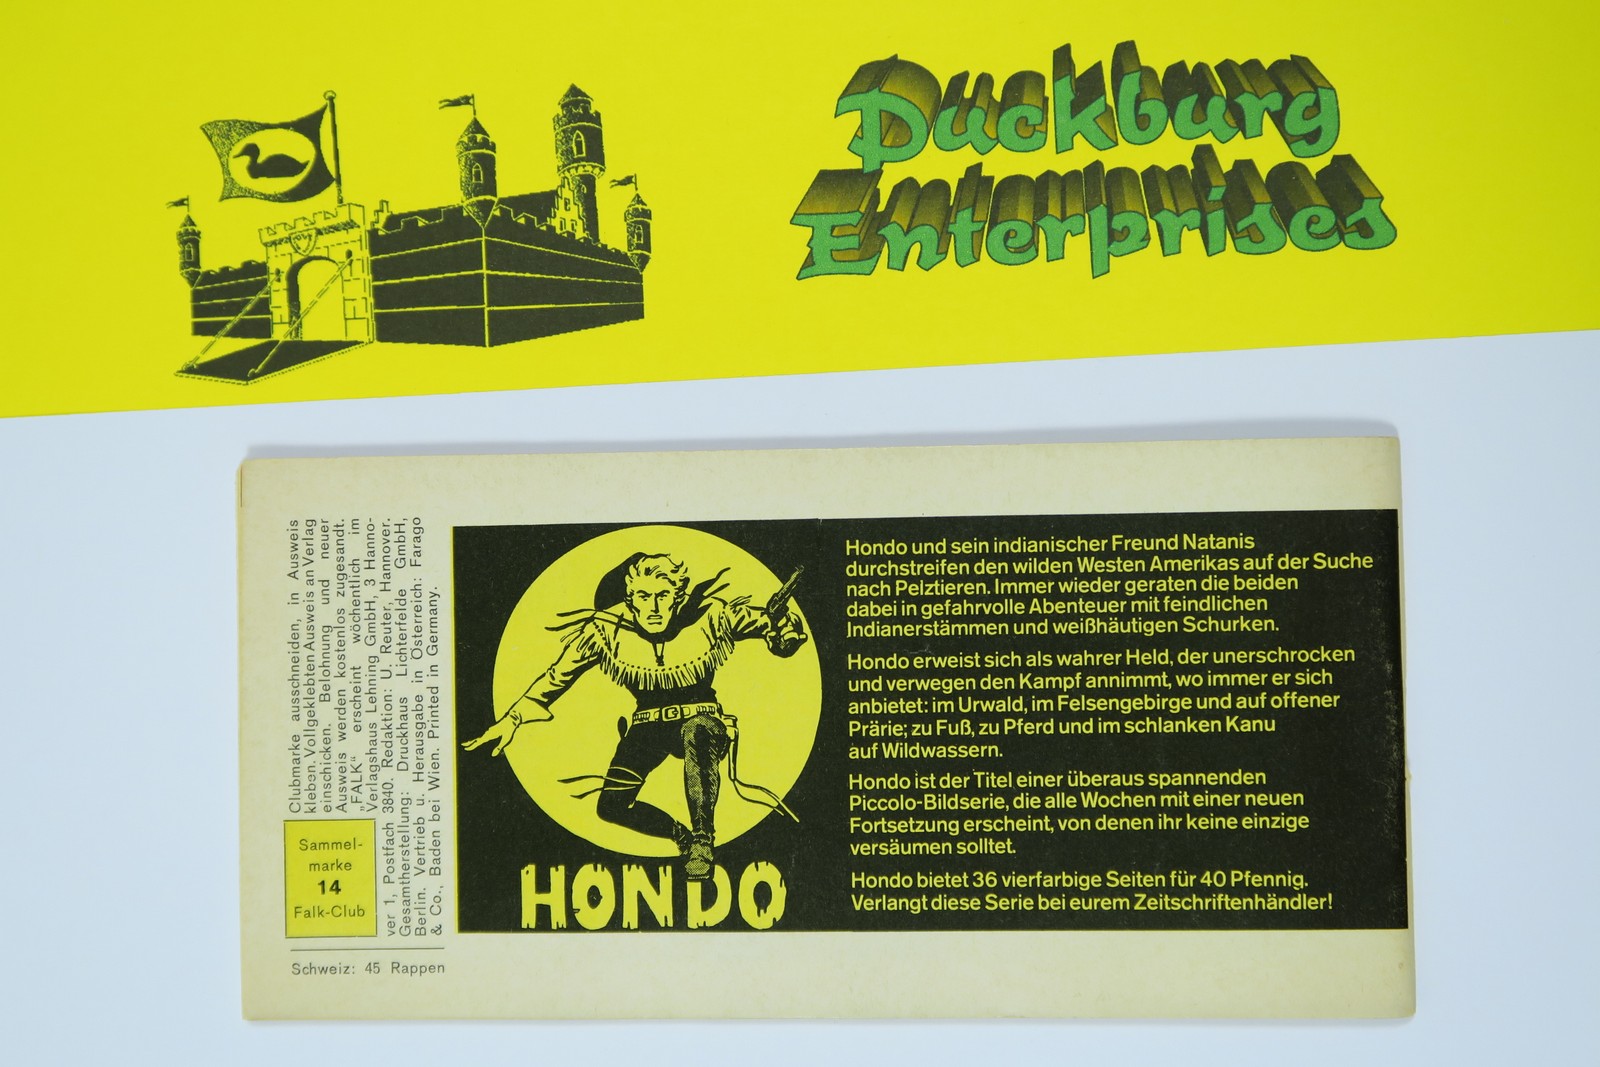 Duckburg
Enterprises
Clubmarke ausschneiden, in Ausweis
kleben. Vollgeklebten Ausweis an Verlag
einschicken. Belohnung und neuer
Ausweis werden kostenlos zugesandt.
„FALK“ erscheint wöchentlich im
Verlagshaus Lehning GmbH, 3 Hanno-
ver 1, Postfach 3840. Redaktion: U. Reuter, Hannover.
Gesamtherstellung: Druckhaus Lichterfelde GmbH,
Berlin. Vertrieb u. Herausgabe in Österreich: Farago
& Co., Baden bei Wien. Printed in Germany.
Sammel-
marke
14
Falk-Club
Schweiz: 45 Rappen
HONDO
Hondo und sein indianischer Freund Natanis
durchstreifen den wilden Westen Amerikas auf der Suche
nach Pelztieren. Immer wieder geraten die beiden
dabei in gefahrvolle Abenteuer mit feindlichen
Indianerstämmen und weißhäutigen Schurken.
Hondo erweist sich als wahrer Held, der unerschrocken
und verwegen den Kampf annimmt, wo immer er sich
anbietet: im Urwald, im Felsengebirge und auf offener
Prärie; zu Fuß, zu Pferd und im schlanken Kanu
auf Wildwassern.
Hondo ist der Titel einer überaus spannenden
Piccolo-Bildserie, die alle Wochen mit einer neuen
Fortsetzung erscheint, von denen ihr keine einzige
versäumen solltet.
Hondo bietet 36 vierfarbige Seiten für 40 Pfennig.
Verlangt diese Serie bei eurem Zeitschriftenhändler!